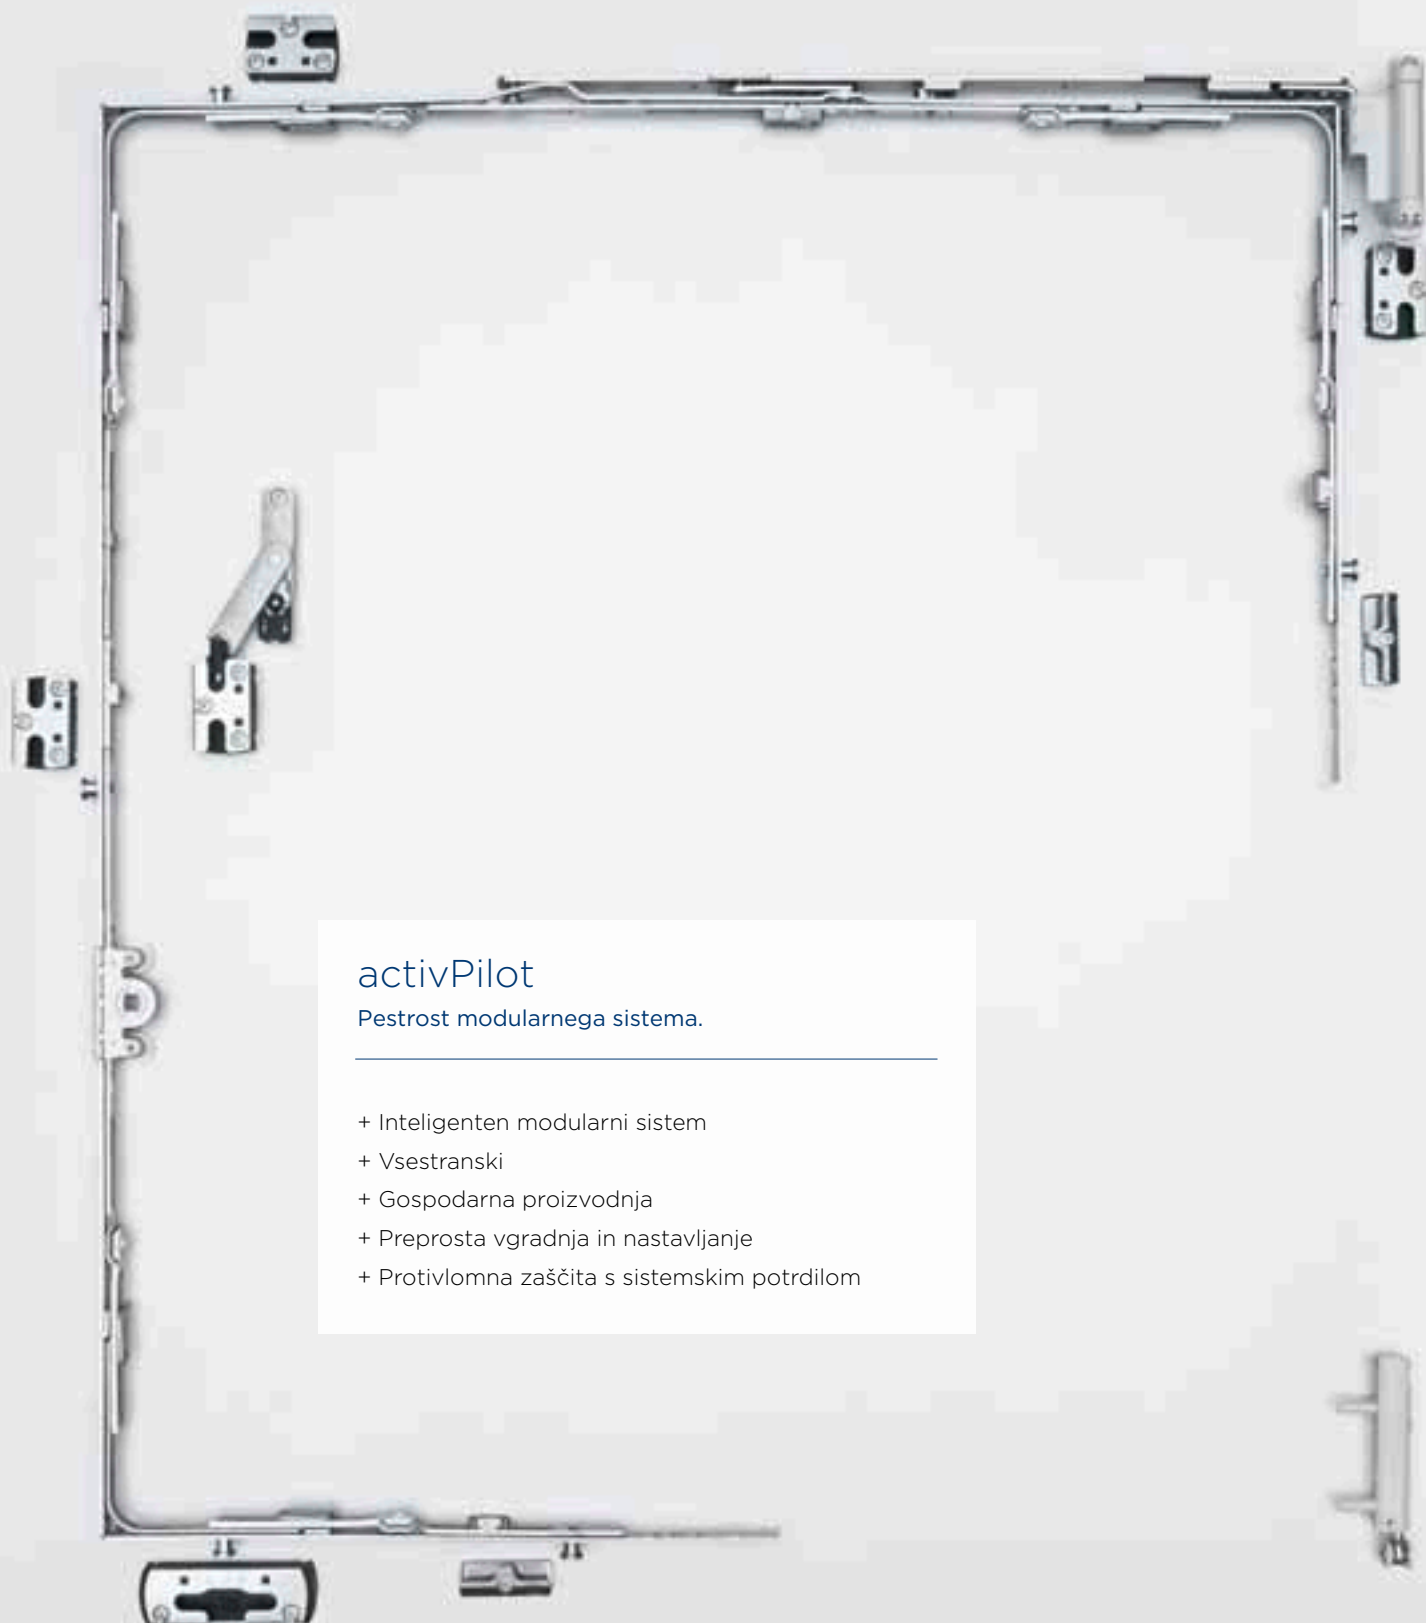 activPilot
Pestrost modularnega sistema.
+ Inteligenten modularni sistem
+ Vsestranski
+ Gospodarna proizvodnja
+ Preprosta vgradnja in nastavljanje
+ Protivlomna zaščita s sistemskim potrdilom